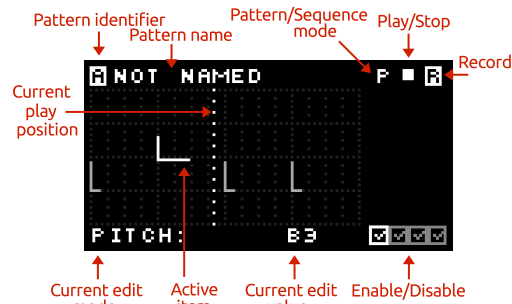 Pattern identifier
Pattern name
Pattern/Sequence
mode
Play/Stop
Record
A NOT NAMED
P
R
Current
play
position
PITCH:
B3
Current edit
Active
Current edit
Enable/Disable